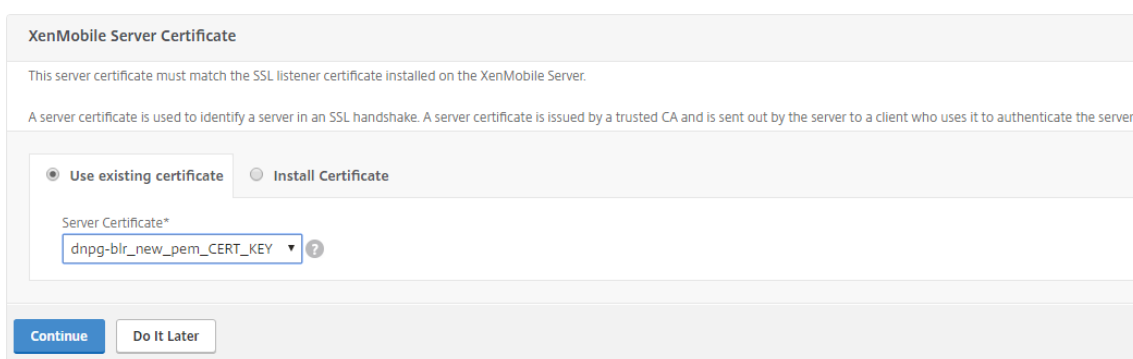 XenMobile Server Certificate
This server certificate must match the SSL listener certificate installed on the XenMobile Server.
A server certificate is used to identify a server in an SSL handshake. A server certificate is issued by a trusted CA and is sent out by the server to a client who uses it to authenticate the server
Use existing certificate Install Certificate
Server Certificate*
dnpg-blr_new_pem_CERT_KEY ?
Continue Do It Later